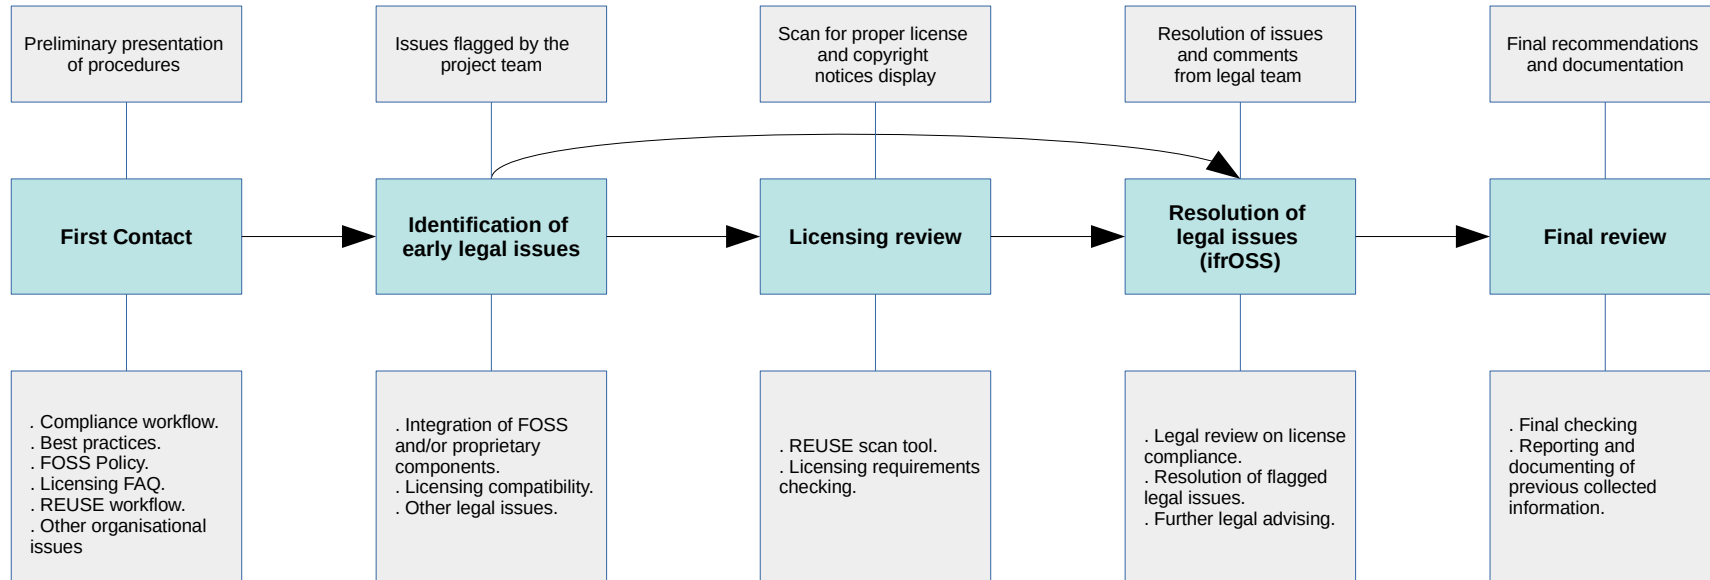 Preliminary presentation
of procedures
Issues flagged by the
project team
Scan for proper license
and copyright
notices display
Resolution of issues
and comments
from legal team
Final recommendations
and documentation
First Contact
Identification of
early legal issues
Licensing review
Resolution of
legal issues
(ifrOSS)
Final review
. Compliance workflow.
. Best practices.
. FOSS Policy.
. Licensing FAQ.
. REUSE workflow.
. Other organisational
issues
. Integration of FOSS
and/or proprietary
components.
. Licensing compatibility.
. Other legal issues.
. REUSE scan tool.
. Licensing requirements
checking.
. Legal review on license
compliance.
. Resolution of flagged
legal issues.
. Further legal advising.
. Final checking
. Reporting and
documenting of
previous collected
information.